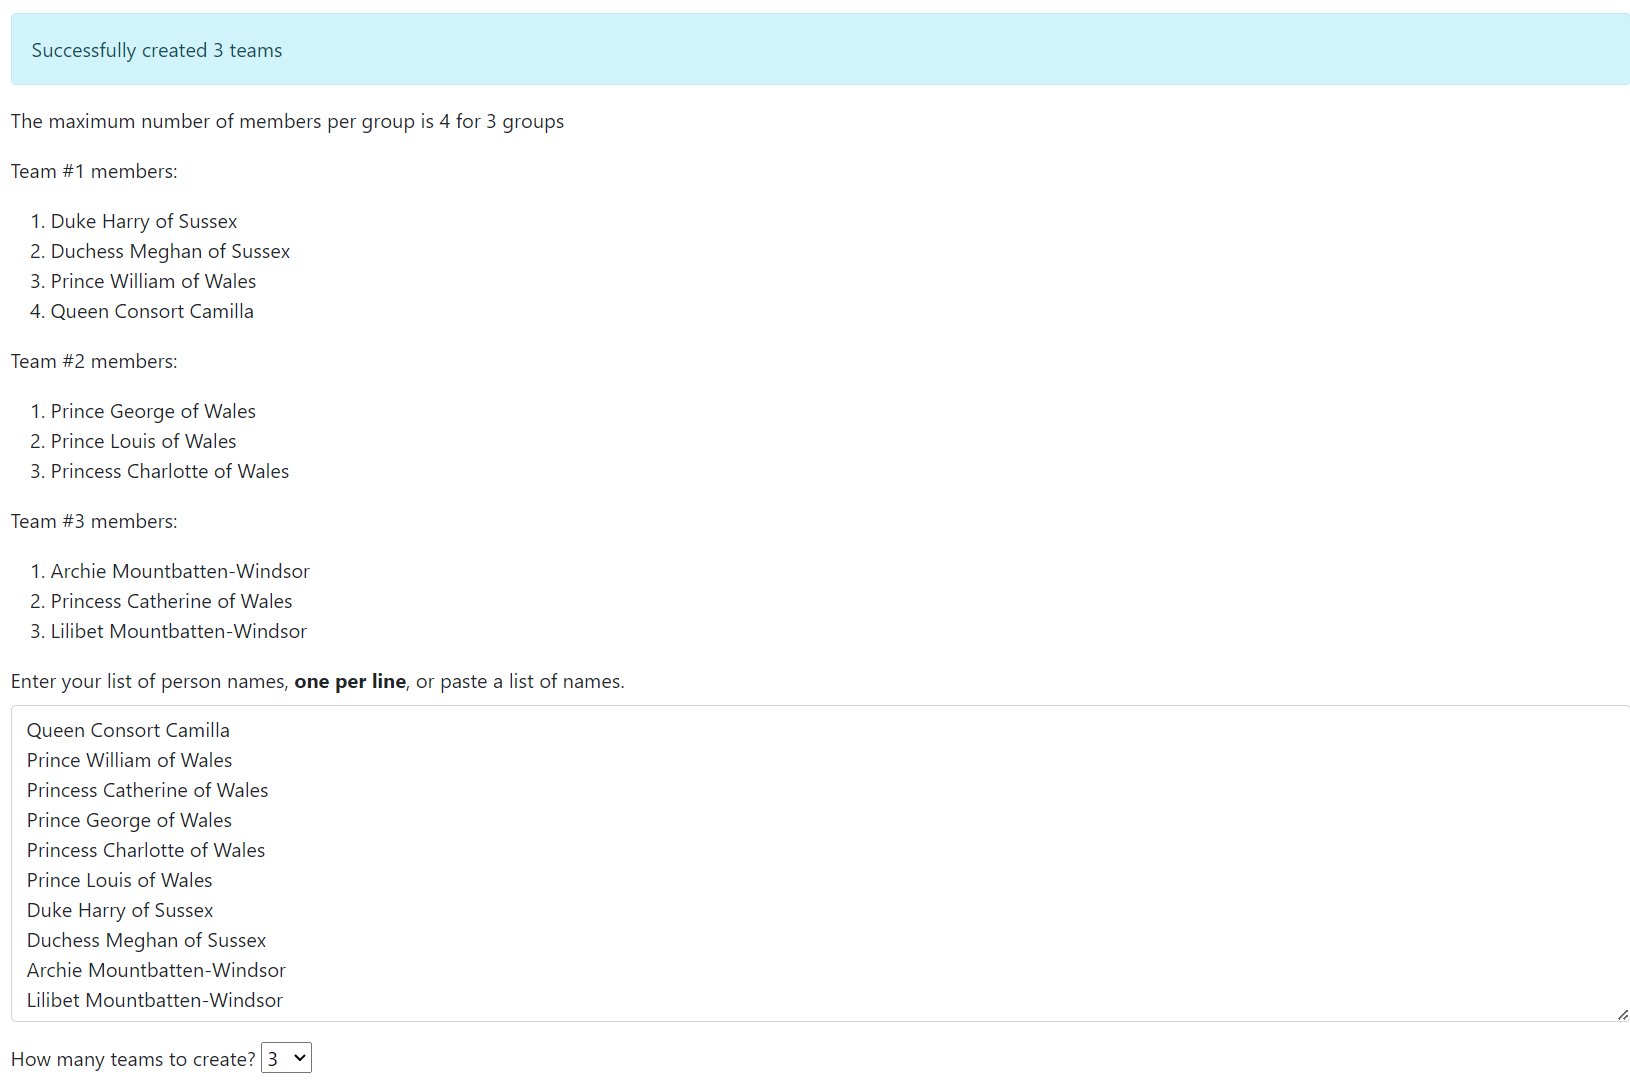 Successfully created 3 teams
The maximum number of members per group is 4 for 3 groups
Team #1 members:
1. Duke Harry of Sussex
2. Duchess Meghan of Sussex
3. Prince William of Wales
4. Queen Consort Camilla
Team #2 members:
1. Prince George of Wales
2. Prince Louis of Wales
3. Princess Charlotte of Wales
Team #3 members:
1. Archie Mountbatten-Windsor
2. Princess Catherine of Wales
3. Lilibet Mountbatten-Windsor
Enter your list of person names, one per line, or paste a list of names.
Queen Consort Camilla
Prince William of Wales
Princess Catherine of Wales
Prince George of Wales
Princess Charlotte of Wales
Prince Louis of Wales
Duke Harry of Sussex
Duchess Meghan of Sussex
Archie Mountbatten-Windsor
Lilibet Mountbatten-Windsor
How many teams to create? 3